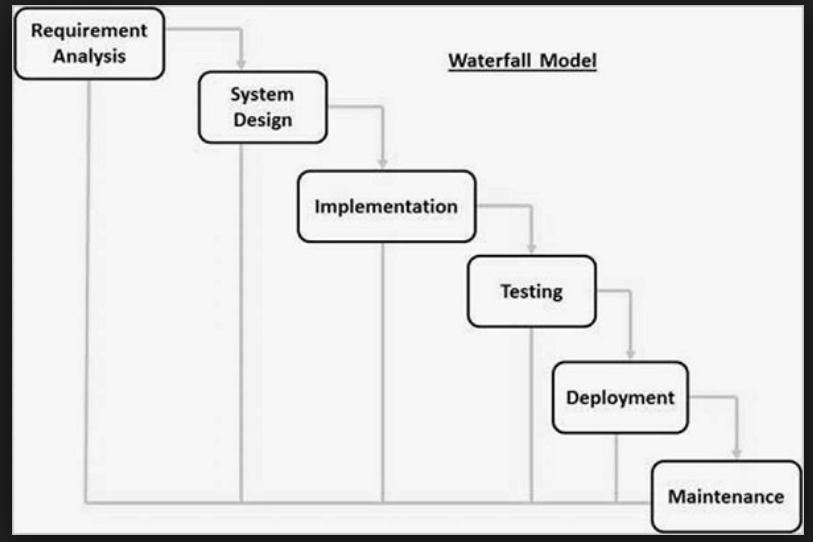 Requirement
Analysis
Waterfall Model
System
Design
Implementation
Testing
Deployment
Maintenance